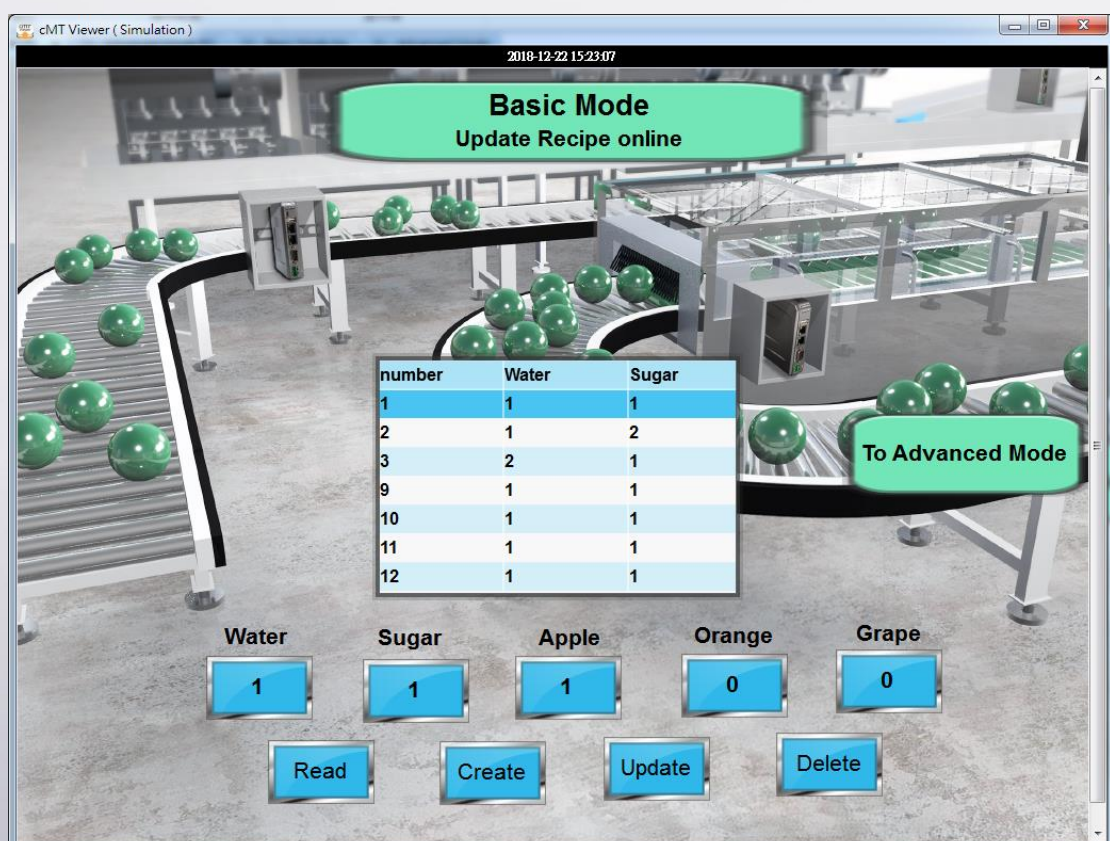 cMT Viewer ( Simulation )
2018-12-22 15:23:07
Basic Mode
Update Recipe online
number Water Sugar
1 1 1
2 1 2
3 2 1
9 1 1
10 1 1
11 1 1
12 1 1
To Advanced Mode
Water Sugar Apple Orange Grape
1 1 1 0 0
Read Create Update Delete